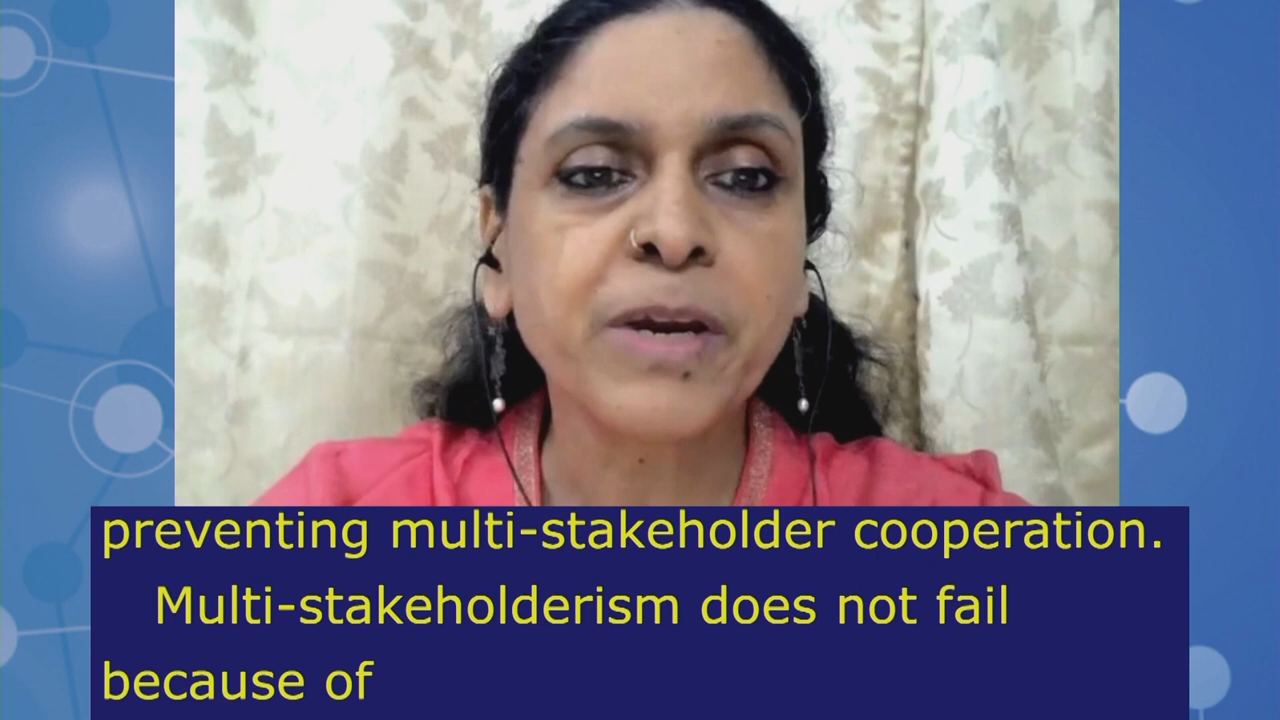 preventing multi-stakeholder cooperation.
Multi-stakeholderism does not fail
because of